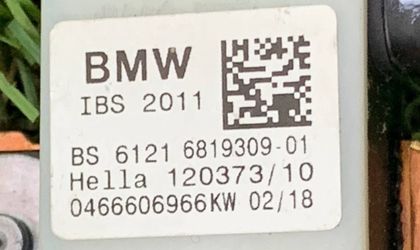 BMW
IBS 2011
BS 6121 6819309-01
Hella 120373/10
0466606966KW 02/18